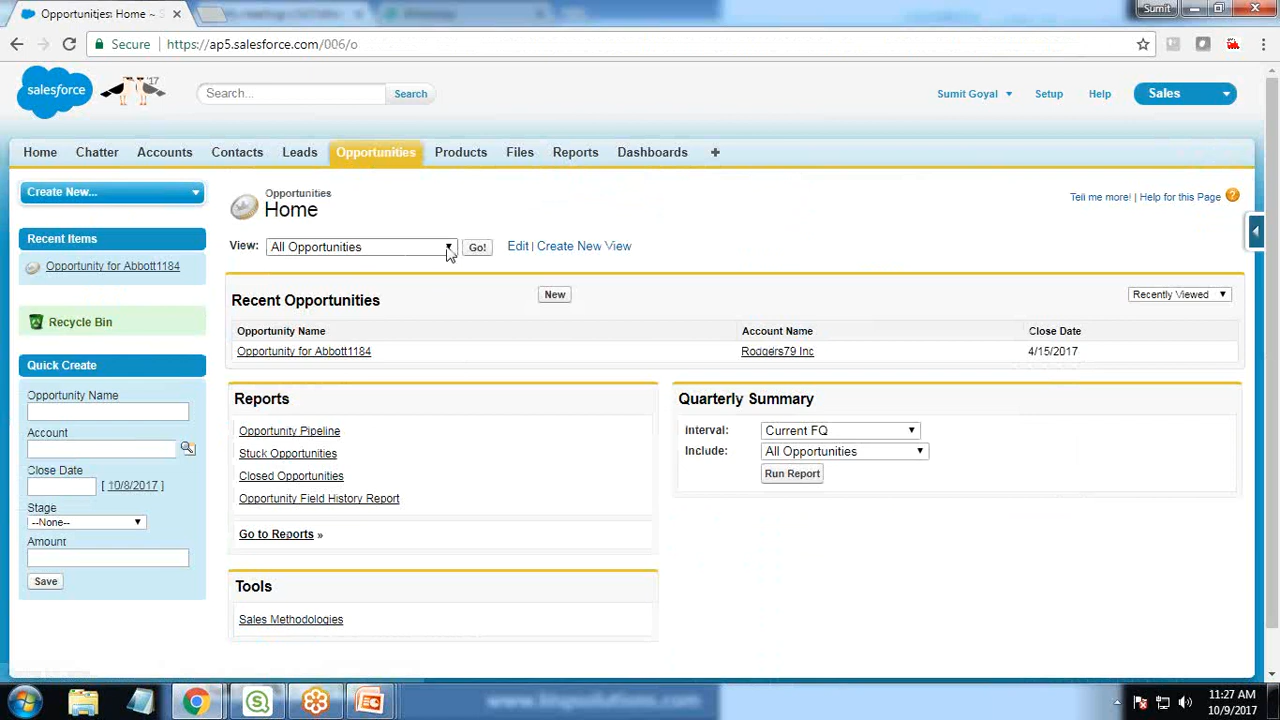 Opportunities: Home ~ S
Sumit
Secure
https://ap5.salesforce.com/006/o
salesforce
'17
Search...
Search
Sumit Goyal
Setup
Help
Sales
Home
Chatter
Accounts
Contacts
Leads
Opportunities
Products
Files
Reports
Dashboards
+
Create New...
Recent Items
Opportunity for Abbott1184
Recycle Bin
Quick Create
Opportunity Name
Account
Close Date
[ 10/8/2017 ]
Stage
--None--
Amount
Save
Opportunities
Home
Tell me more! | Help for this Page
?
View:
All Opportunities
Go!
Edit | Create New View
Recent Opportunities
New
Recently Viewed
Opportunity Name
Account Name
Close Date
Opportunity for Abbott1184
Rodgers79 Inc
4/15/2017
Reports
Opportunity Pipeline
Stuck Opportunities
Closed Opportunities
Opportunity Field History Report
Go to Reports »
Tools
Sales Methodologies
Quarterly Summary
Interval:
Current FQ
Include:
All Opportunities
Run Report
11:27 AM
10/9/2017